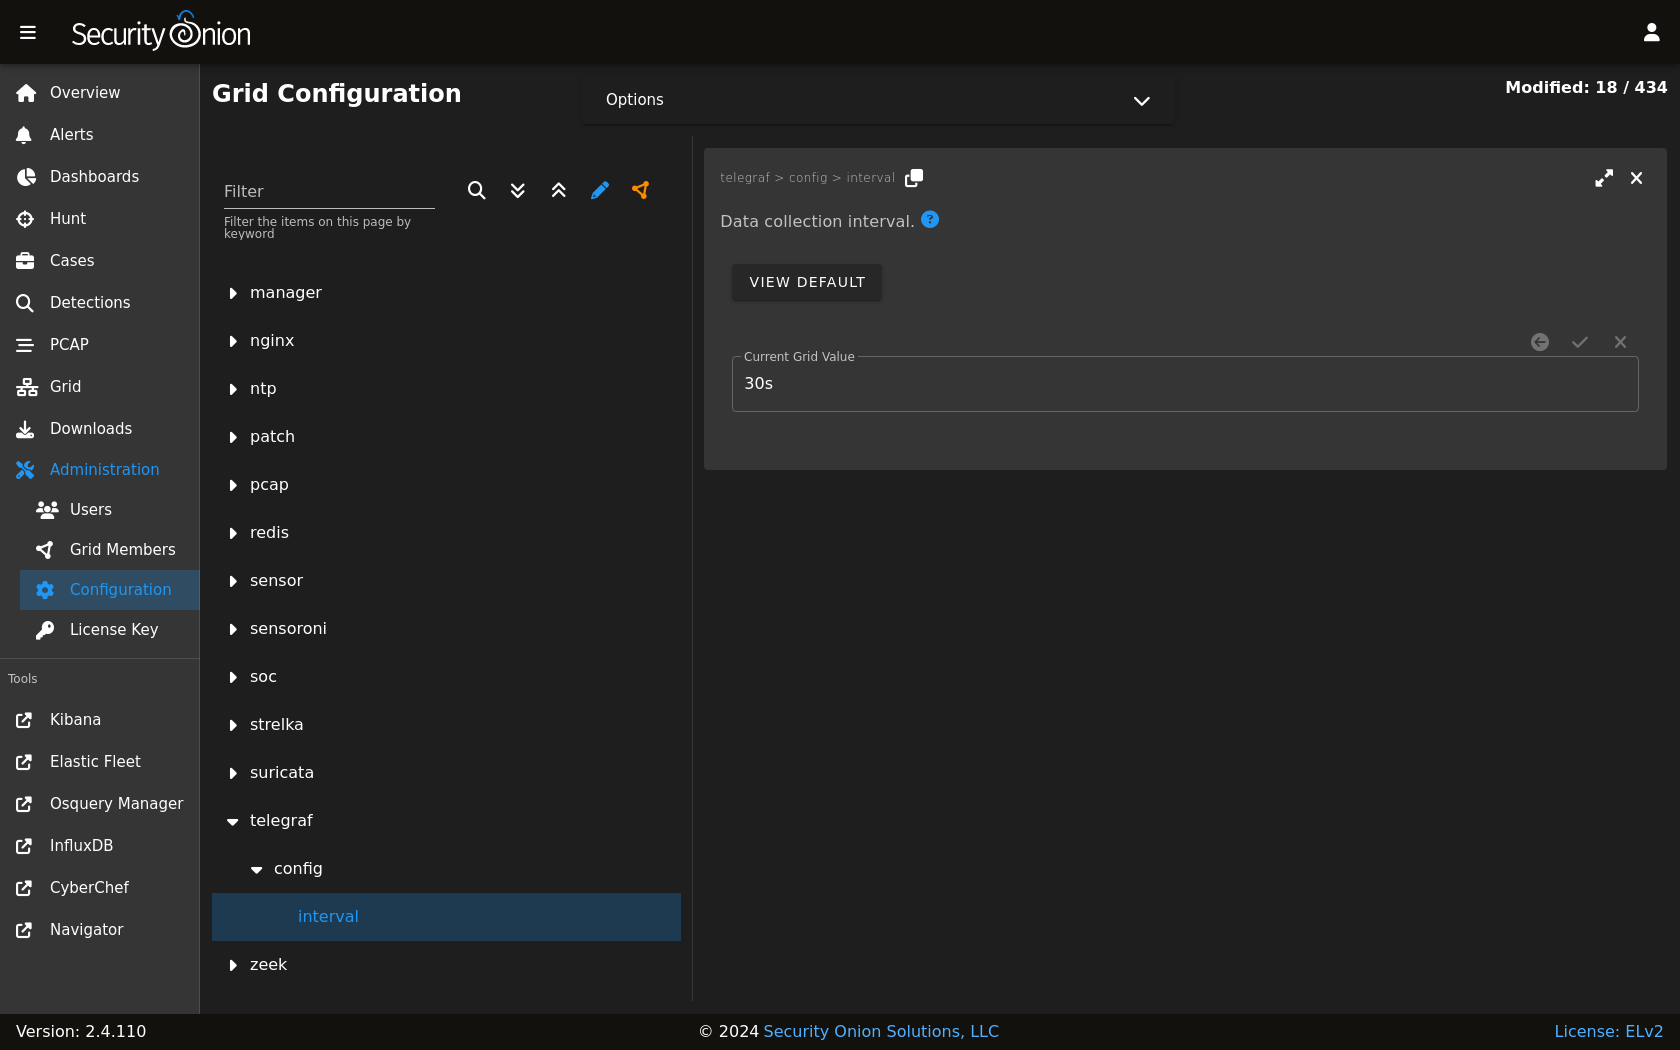 Security Onion
Overview
Alerts
Dashboards
Hunt
Cases
Detections
PCAP
Grid
Downloads
Administration
Users
Grid Members
Configuration
License Key
Tools
Kibana
Elastic Fleet
Osquery Manager
InfluxDB
CyberChef
Navigator
Grid Configuration
Options
Modified: 18 / 434
Filter
Filter the items on this page by
keyword
manager
nginx
ntp
patch
pcap
redis
sensor
sensoroni
soc
strelka
suricata
telegraf
config
interval
zeek
telegraf > config > interval
Data collection interval. ?
VIEW DEFAULT
Current Grid Value
30s
Version: 2.4.110
© 2024 Security Onion Solutions, LLC
License: ELv2